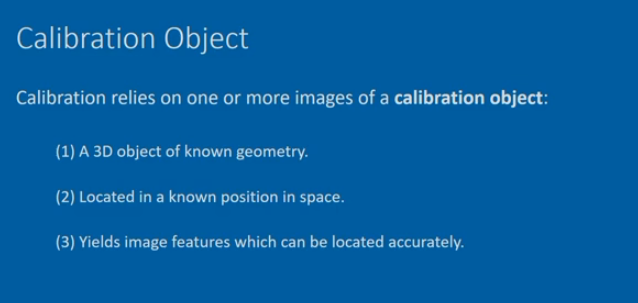 Calibration Object
Calibration relies on one or more images of a calibration object:
(1) A 3D object of known geometry.
(2) Located in a known position in space.
(3) Yields image features which can be located accurately.